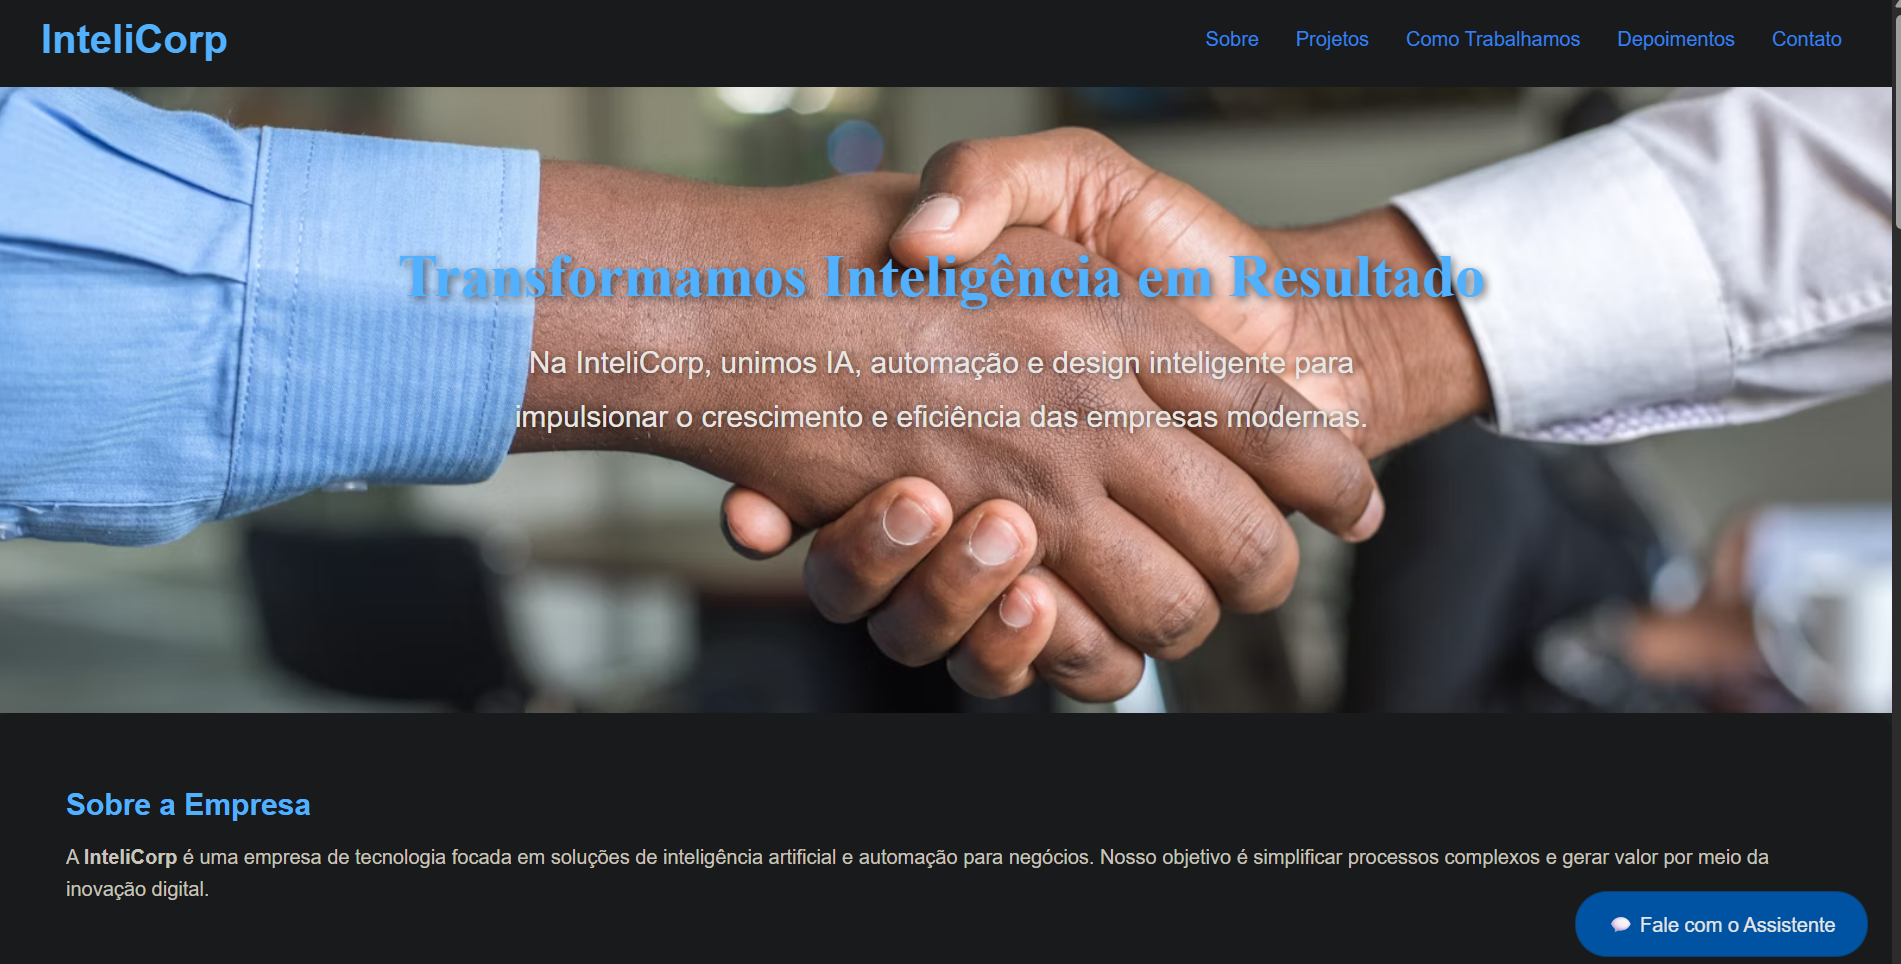 InteliCorp
Sobre
Projetos
Como Trabalhamos
Depoimentos
Contato
Transformamos Inteligência em Resultado
Na InteliCorp, unimos IA, automação e design inteligente para
impulsionar o crescimento e eficiência das empresas modernas.
Sobre a Empresa
A InteliCorp é uma empresa de tecnologia focada em soluções de inteligência artificial e automação para negócios. Nosso objetivo é simplificar processos complexos e gerar valor por meio da
inovação digital.
Fale com o Assistente